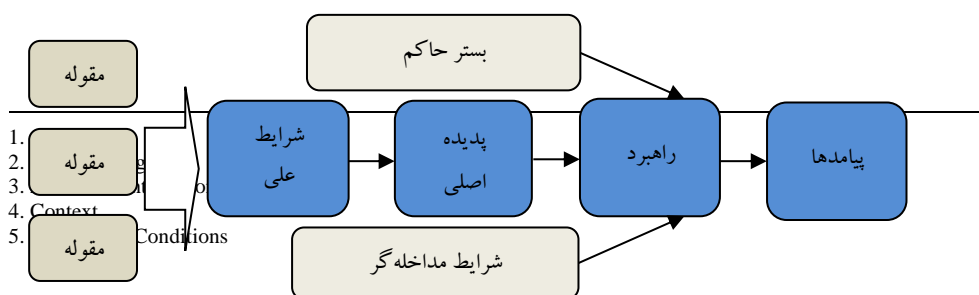 مقوله
مقوله
مقوله
شرایط
علی
پدیده
اصلی
راهبرد
پیامدها
بستر حاکم
شرایط مداخله‌گر
1.
2.
3.
4. Context
5. Conditions